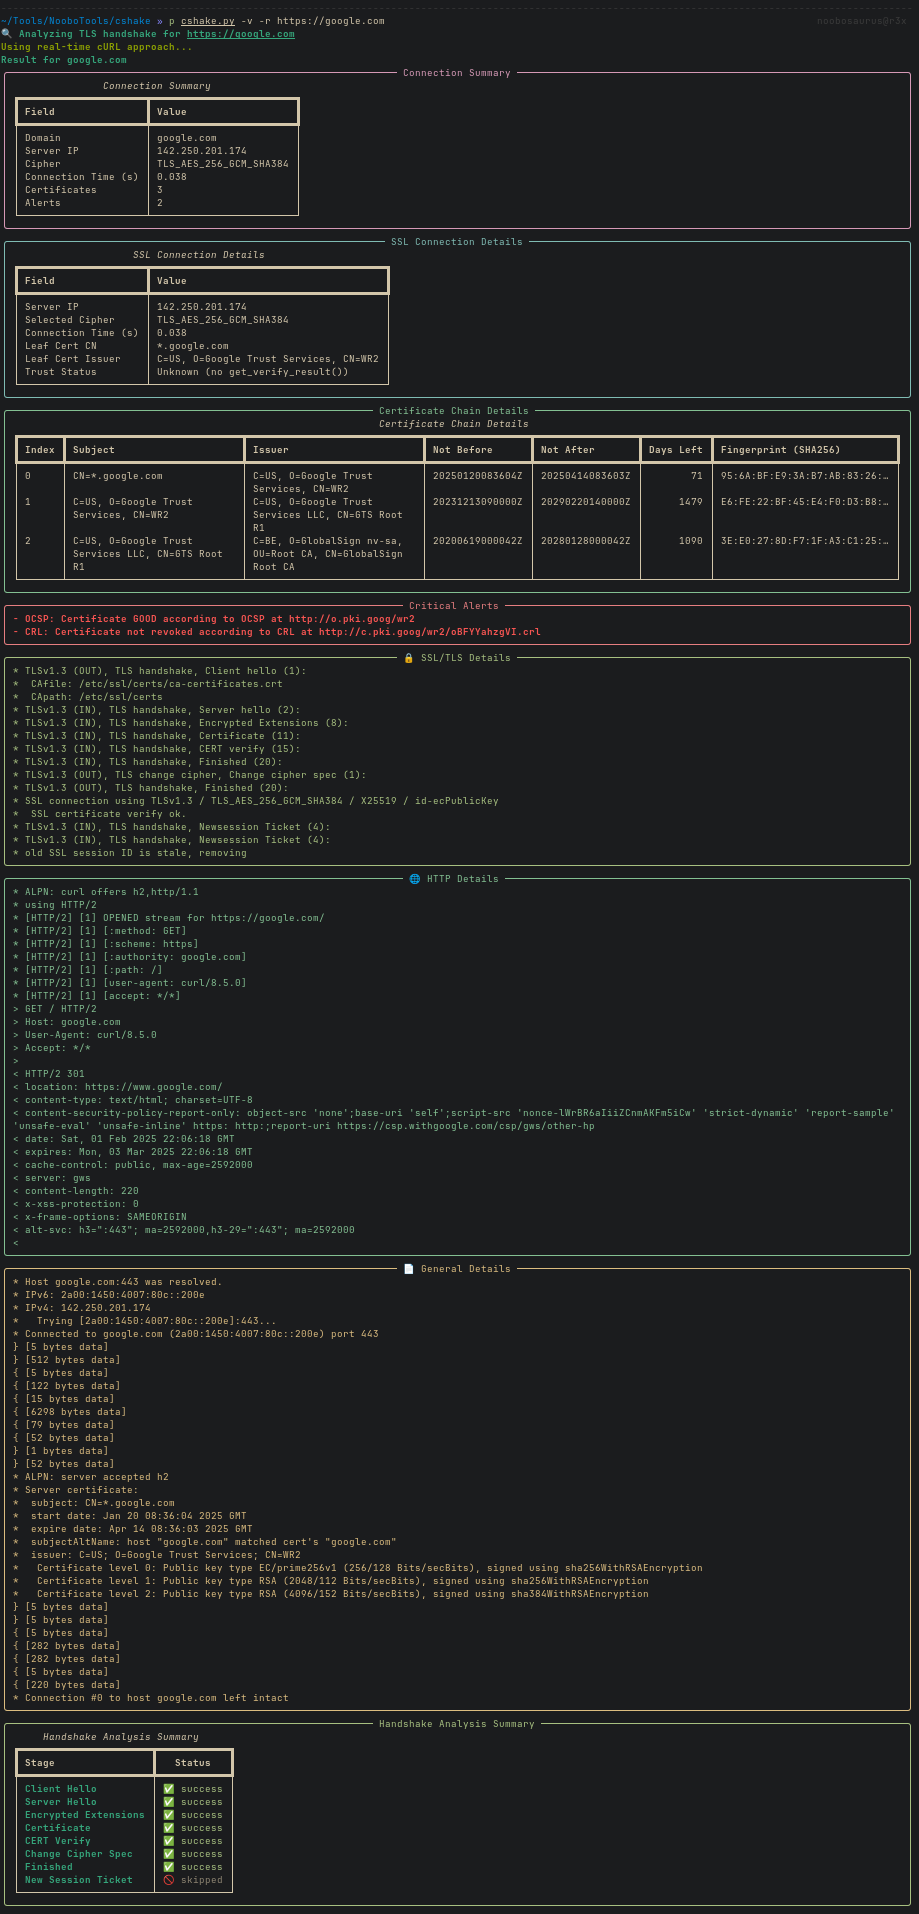 ~/Tools/NooboTools/cshake » p cshake.py -v -r https://google.com noobosaurus@r3x
🔍 Analyzing TLS handshake for https://google.com
Using real-time cURL approach...
Result for google.com
Connection Summary
Connection Summary
Field Value
Domain google.com
Server IP 142.250.201.174
Cipher TLS_AES_256_GCM_SHA384
Connection Time (s) 0.038
Certificates 3
Alerts 2
SSL Connection Details
SSL Connection Details
Field Value
Server IP 142.250.201.174
Selected Cipher TLS_AES_256_GCM_SHA384
Connection Time (s) 0.038
Leaf Cert CN *.google.com
Leaf Cert Issuer C=US, O=Google Trust Services, CN=WR2
Trust Status Unknown (no get_verify_result())
Certificate Chain Details
Certificate Chain Details
Index Subject Issuer Not Before Not After Days Left Fingerprint (SHA256)
0 CN=*.google.com C=US, O=Google Trust 20250120083604Z 20250414083603Z 71 95:6A:BF:E9:3A:B7:AB:83:26:…
Services, CN=WR2
1 C=US, O=Google Trust C=US, O=Google Trust 20231213090000Z 20290220140000Z 1479 E6:FE:22:BF:45:E4:F0:D3:B8:…
Services, CN=WR2 Services LLC, CN=GTS Root
R1
2 C=US, O=Google Trust C=BE, O=GlobalSign nv-sa, 20200619000042Z 20280128000042Z 1090 3E:E0:27:8D:F7:1F:A3:C1:25:…
Services LLC, CN=GTS Root OU=Root CA, CN=GlobalSign
R1 Root CA
Critical Alerts
- OCSP: Certificate GOOD according to OCSP at http://o.pki.goog/wr2
- CRL: Certificate not revoked according to CRL at http://c.pki.goog/wr2/oBFYYahzgVI.crl
🔒 SSL/TLS Details
* TLSv1.3 (OUT), TLS handshake, Client hello (1):
*  CAfile: /etc/ssl/certs/ca-certificates.crt
*  CApath: /etc/ssl/certs
* TLSv1.3 (IN), TLS handshake, Server hello (2):
* TLSv1.3 (IN), TLS handshake, Encrypted Extensions (8):
* TLSv1.3 (IN), TLS handshake, Certificate (11):
* TLSv1.3 (IN), TLS handshake, CERT verify (15):
* TLSv1.3 (IN), TLS handshake, Finished (20):
* TLSv1.3 (OUT), TLS change cipher, Change cipher spec (1):
* TLSv1.3 (OUT), TLS handshake, Finished (20):
* SSL connection using TLSv1.3 / TLS_AES_256_GCM_SHA384 / X25519 / id-ecPublicKey
*  SSL certificate verify ok.
* TLSv1.3 (IN), TLS handshake, Newsession Ticket (4):
* TLSv1.3 (IN), TLS handshake, Newsession Ticket (4):
* old SSL session ID is stale, removing
🌐 HTTP Details
* ALPN: curl offers h2,http/1.1
* using HTTP/2
* [HTTP/2] [1] OPENED stream for https://google.com/
* [HTTP/2] [1] [:method: GET]
* [HTTP/2] [1] [:scheme: https]
* [HTTP/2] [1] [:authority: google.com]
* [HTTP/2] [1] [:path: /]
* [HTTP/2] [1] [user-agent: curl/8.5.0]
* [HTTP/2] [1] [accept: */*]
> GET / HTTP/2
> Host: google.com
> User-Agent: curl/8.5.0
> Accept: */*
>
< HTTP/2 301
< location: https://www.google.com/
< content-type: text/html; charset=UTF-8
< content-security-policy-report-only: object-src 'none';base-uri 'self';script-src 'nonce-lWrBR6aIiiZCnmAKFm5iCw' 'strict-dynamic' 'report-sample'
'unsafe-eval' 'unsafe-inline' https: http:;report-uri https://csp.withgoogle.com/csp/gws/other-hp
< date: Sat, 01 Feb 2025 22:06:18 GMT
< expires: Mon, 03 Mar 2025 22:06:18 GMT
< cache-control: public, max-age=2592000
< server: gws
< content-length: 220
< x-xss-protection: 0
< x-frame-options: SAMEORIGIN
< alt-svc: h3=":443"; ma=2592000,h3-29=":443"; ma=2592000
<
📄 General Details
* Host google.com:443 was resolved.
* IPv6: 2a00:1450:4007:80c::200e
* IPv4: 142.250.201.174
*   Trying [2a00:1450:4007:80c::200e]:443...
* Connected to google.com (2a00:1450:4007:80c::200e) port 443
} [5 bytes data]
} [512 bytes data]
{ [5 bytes data]
{ [122 bytes data]
{ [15 bytes data]
{ [6298 bytes data]
{ [79 bytes data]
{ [52 bytes data]
} [1 bytes data]
} [52 bytes data]
* ALPN: server accepted h2
* Server certificate:
*  subject: CN=*.google.com
*  start date: Jan 20 08:36:04 2025 GMT
*  expire date: Apr 14 08:36:03 2025 GMT
*  subjectAltName: host "google.com" matched cert's "google.com"
*  issuer: C=US; O=Google Trust Services; CN=WR2
*   Certificate level 0: Public key type EC/prime256v1 (256/128 Bits/secBits), signed using sha256WithRSAEncryption
*   Certificate level 1: Public key type RSA (2048/112 Bits/secBits), signed using sha256WithRSAEncryption
*   Certificate level 2: Public key type RSA (4096/152 Bits/secBits), signed using sha384WithRSAEncryption
} [5 bytes data]
} [5 bytes data]
{ [5 bytes data]
{ [282 bytes data]
{ [282 bytes data]
{ [5 bytes data]
{ [220 bytes data]
* Connection #0 to host google.com left intact
Handshake Analysis Summary
Handshake Analysis Summary
Stage Status
Client Hello ✅ success
Server Hello ✅ success
Encrypted Extensions ✅ success
Certificate ✅ success
CERT Verify ✅ success
Change Cipher Spec ✅ success
Finished ✅ success
New Session Ticket 🚫 skipped